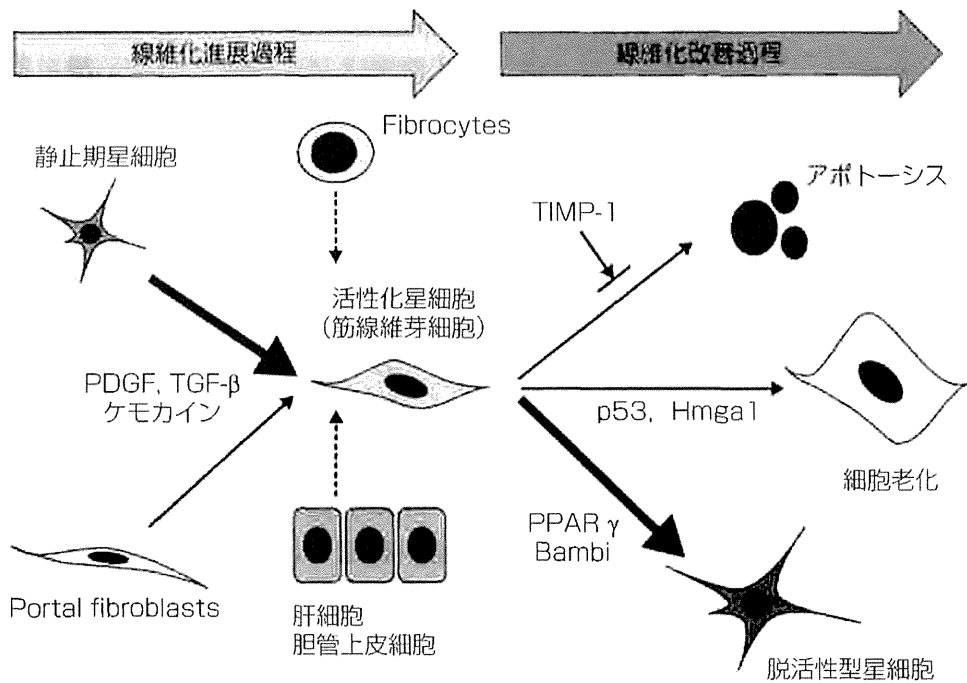 線維化進展過程
線維化改善過程
Fibrocytes
静止期星細胞
アポトーシス
TIMP-1
活性化星細胞
(筋線維芽細胞)
PDGF, TGF-β
ケモカイン
p53, Hmga1
細胞老化
PPAR γ
Bambi
Portal fibroblasts
肝細胞
胆管上皮細胞
脱活性型星細胞